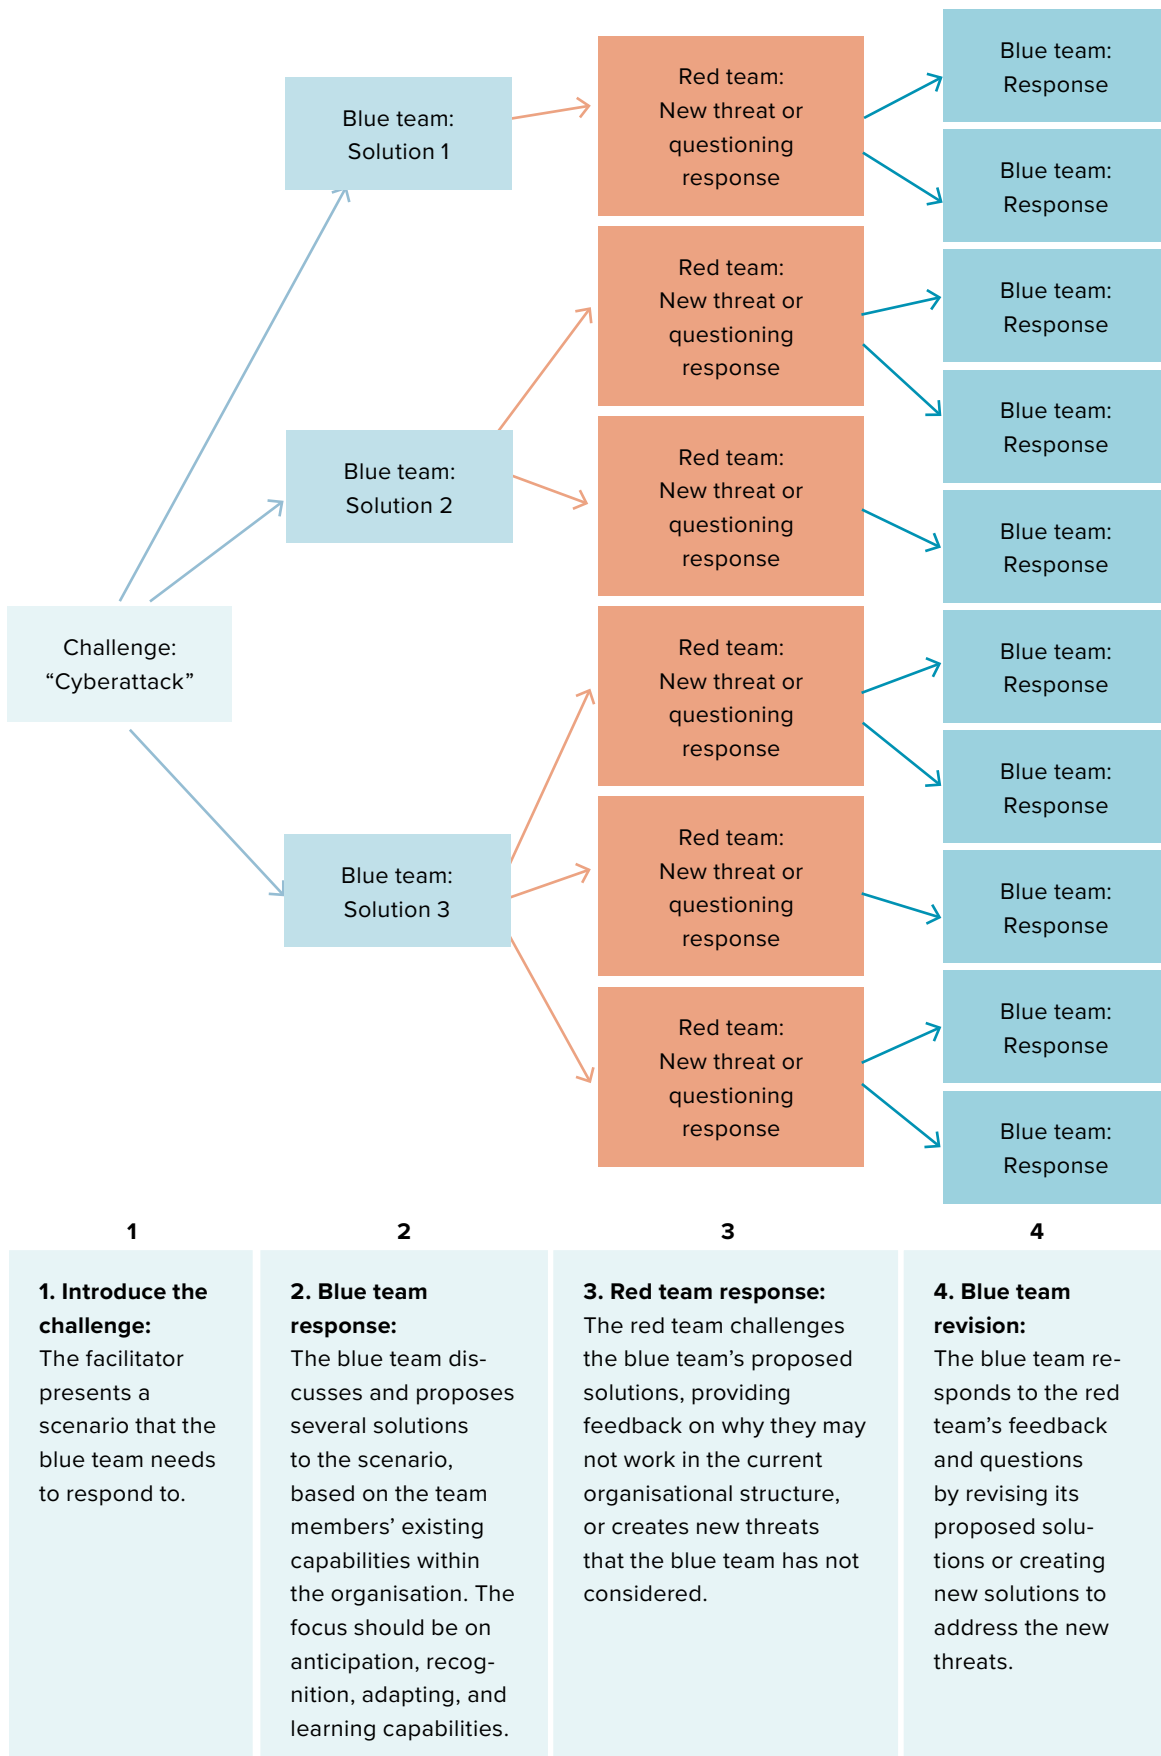 Challenge:
“Cyberattack”
Blue team:
Solution 1
Blue team:
Solution 2
Blue team:
Solution 3
Red team:
New threat or
questioning
response
Red team:
New threat or
questioning
response
Red team:
New threat or
questioning
response
Red team:
New threat or
questioning
response
Red team:
New threat or
questioning
response
Red team:
New threat or
questioning
response
Blue team:
Response
Blue team:
Response
Blue team:
Response
Blue team:
Response
Blue team:
Response
Blue team:
Response
Blue team:
Response
Blue team:
Response
Blue team:
Response
Blue team:
Response
1
1. Introduce the
challenge:
The facilitator
presents a
scenario that the
blue team needs
to respond to.
2
2. Blue team
response:
The blue team dis-
cusses and proposes
several solutions
to the scenario,
based on the team
members’ existing
capabilities within
the organisation. The
focus should be on
anticipation, recog-
nition, adapting, and
learning capabilities.
3
3. Red team response:
The red team challenges
the blue team’s proposed
solutions, providing
feedback on why they may
not work in the current
organisational structure,
or creates new threats
that the blue team has not
considered.
4
4. Blue team
revision:
The blue team re-
sponds to the red
team’s feedback
and questions
by revising its
proposed solu-
tions or creating
new solutions to
address the new
threats.